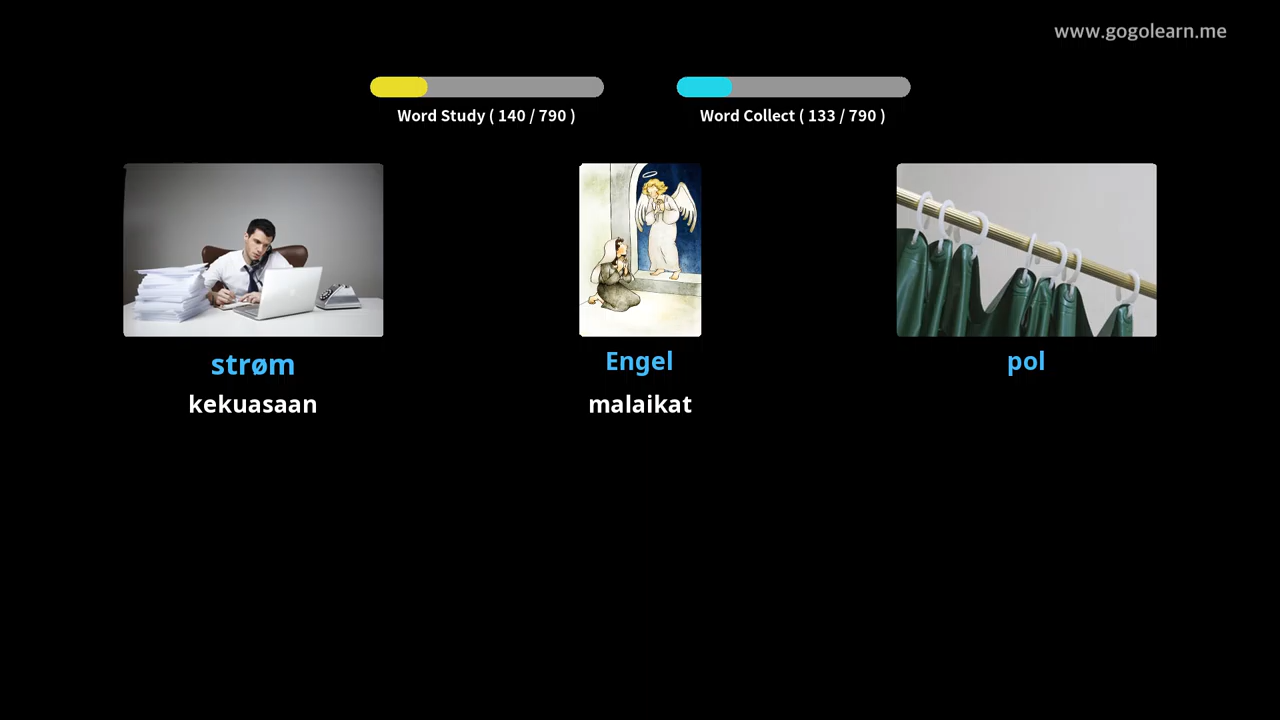 www.gogolearn.me
Word Study ( 140 / 790 )
Word Collect ( 133 / 790 )
strøm
Engel
pol
kekuasaan
malaikat